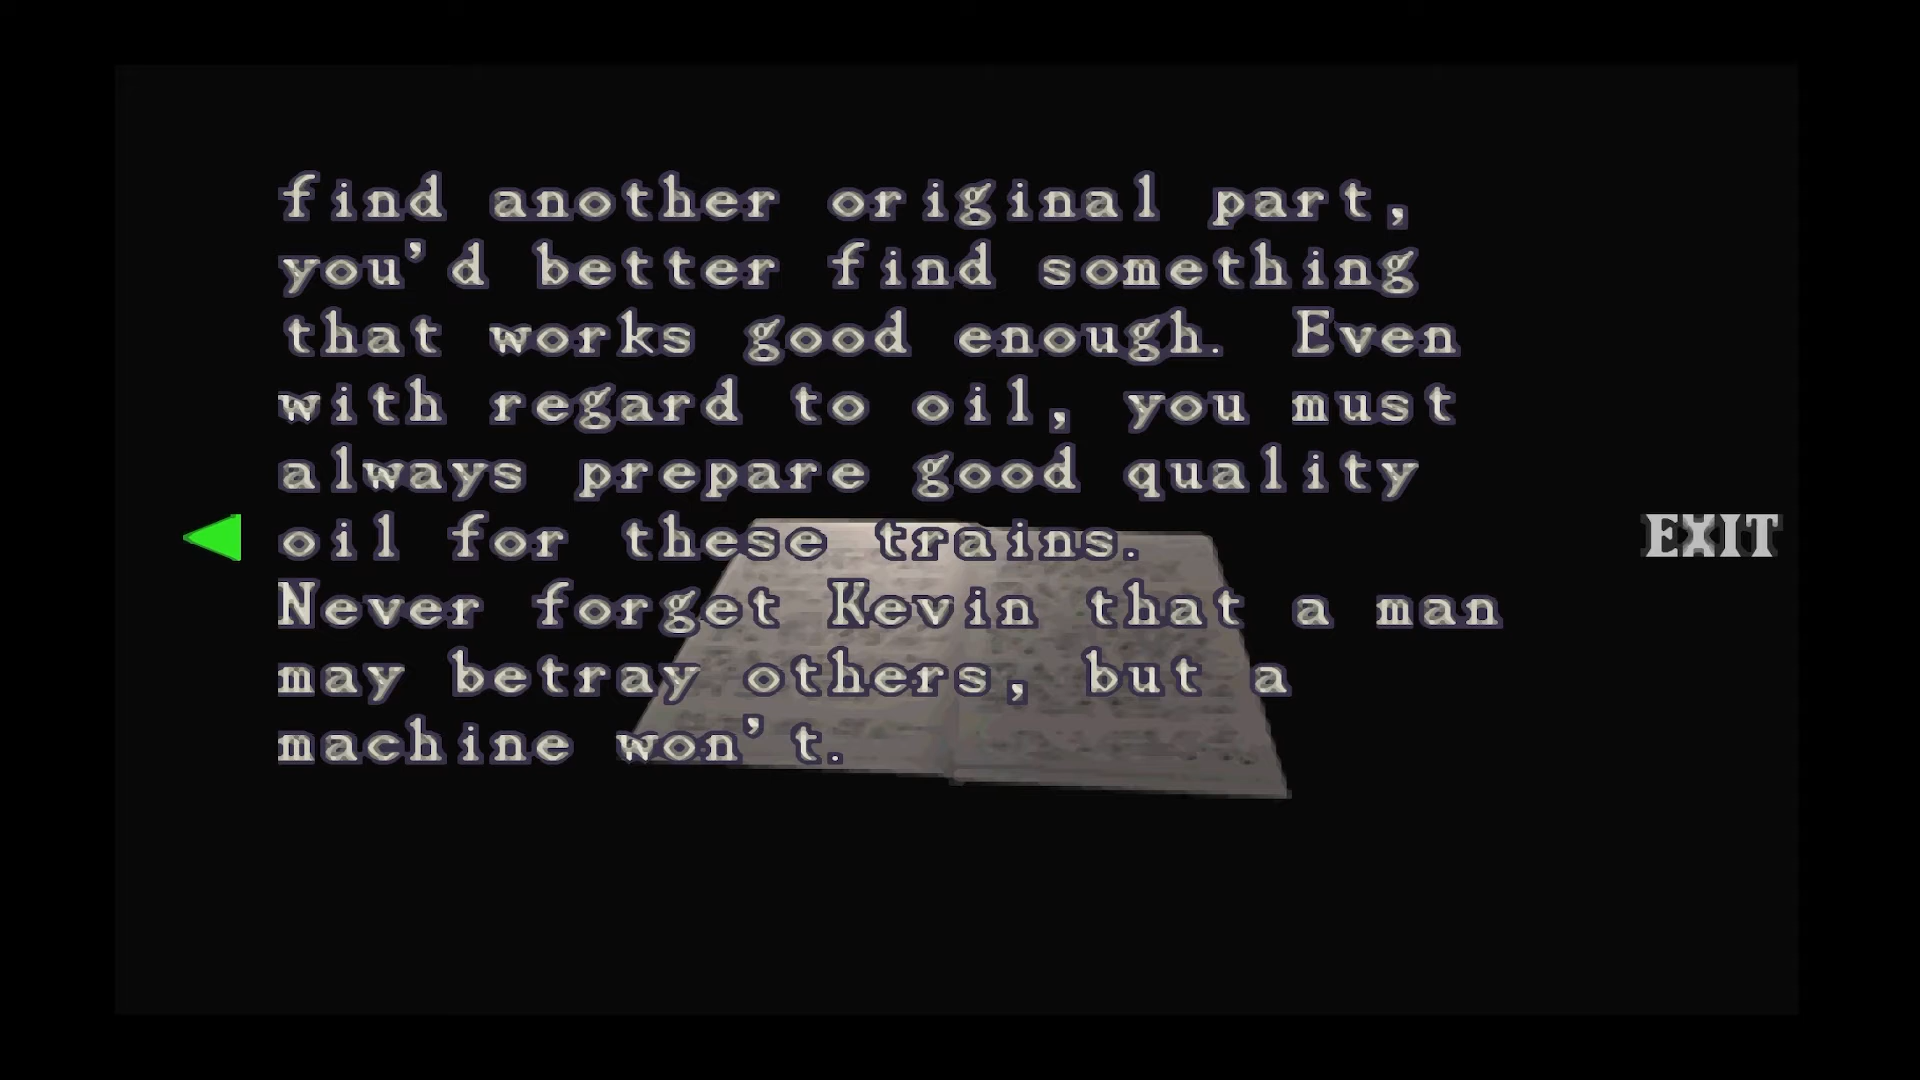 find another original part,
you'd better find something
that works good enough. Even
with regard to oil, you must
always prepare good quality
oil for these trains.
EXIT
Never forget Kevin that a man
may betray others, but a
machine won't.